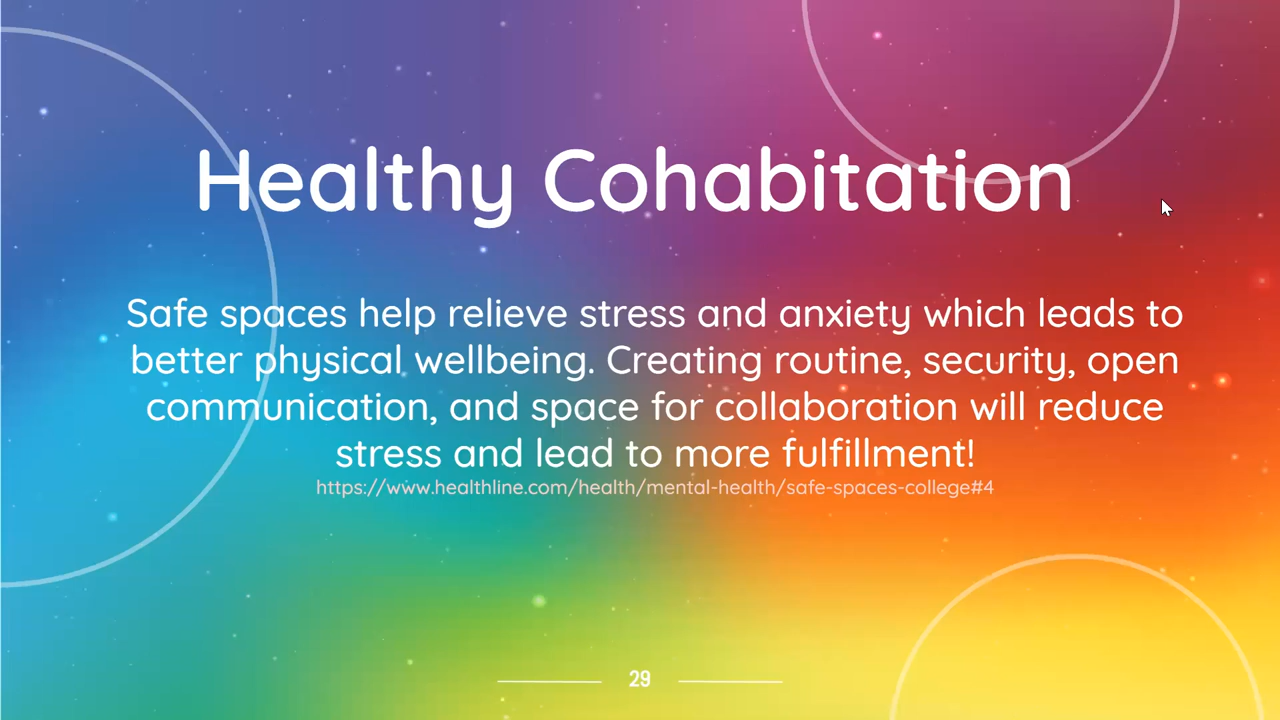 Healthy Cohabitation
Safe spaces help relieve stress and anxiety which leads to
better physical wellbeing. Creating routine, security, open
communication, and space for collaboration will reduce
stress and lead to more fulfillment!
https://www.healthline.com/health/mental-health/safe-spaces-college#4
29